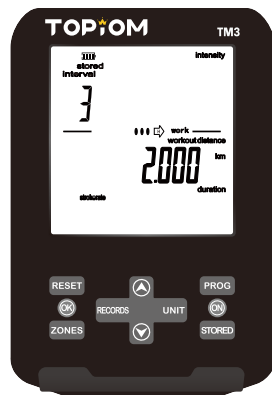 TOPIOM
TM3
intensity
stored
interval
3
work
workout distance
2.000
km
duration
strokerate
RESET
PROG
OK
ON
RECORDS
UNIT
ZONES
STORED